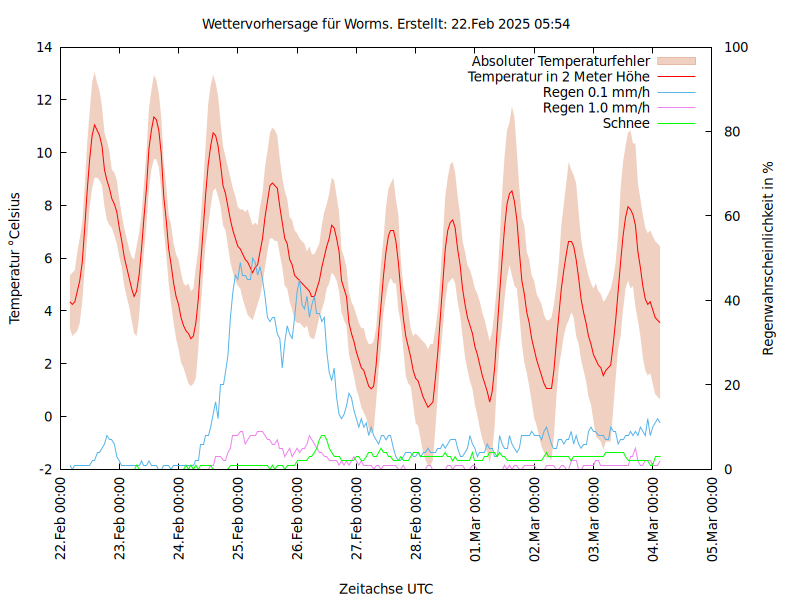 Wettervorhersage für Worms. Erstellt: 22.Feb 2025 05:54
Absoluter Temperaturfehler
Temperatur in 2 Meter Höhe
Regen 0.1 mm/h
Regen 1.0 mm/h
Schnee
Temperatur °Celsius
14
12
10
8
6
4
2
0
-2
Regenwahrscheinlichkeit in %
100
80
60
40
20
0
22.Feb 00:00
23.Feb 00:00
24.Feb 00:00
25.Feb 00:00
26.Feb 00:00
27.Feb 00:00
28.Feb 00:00
01.Mar 00:00
02.Mar 00:00
03.Mar 00:00
04.Mar 00:00
05.Mar 00:00
Zeitachse UTC